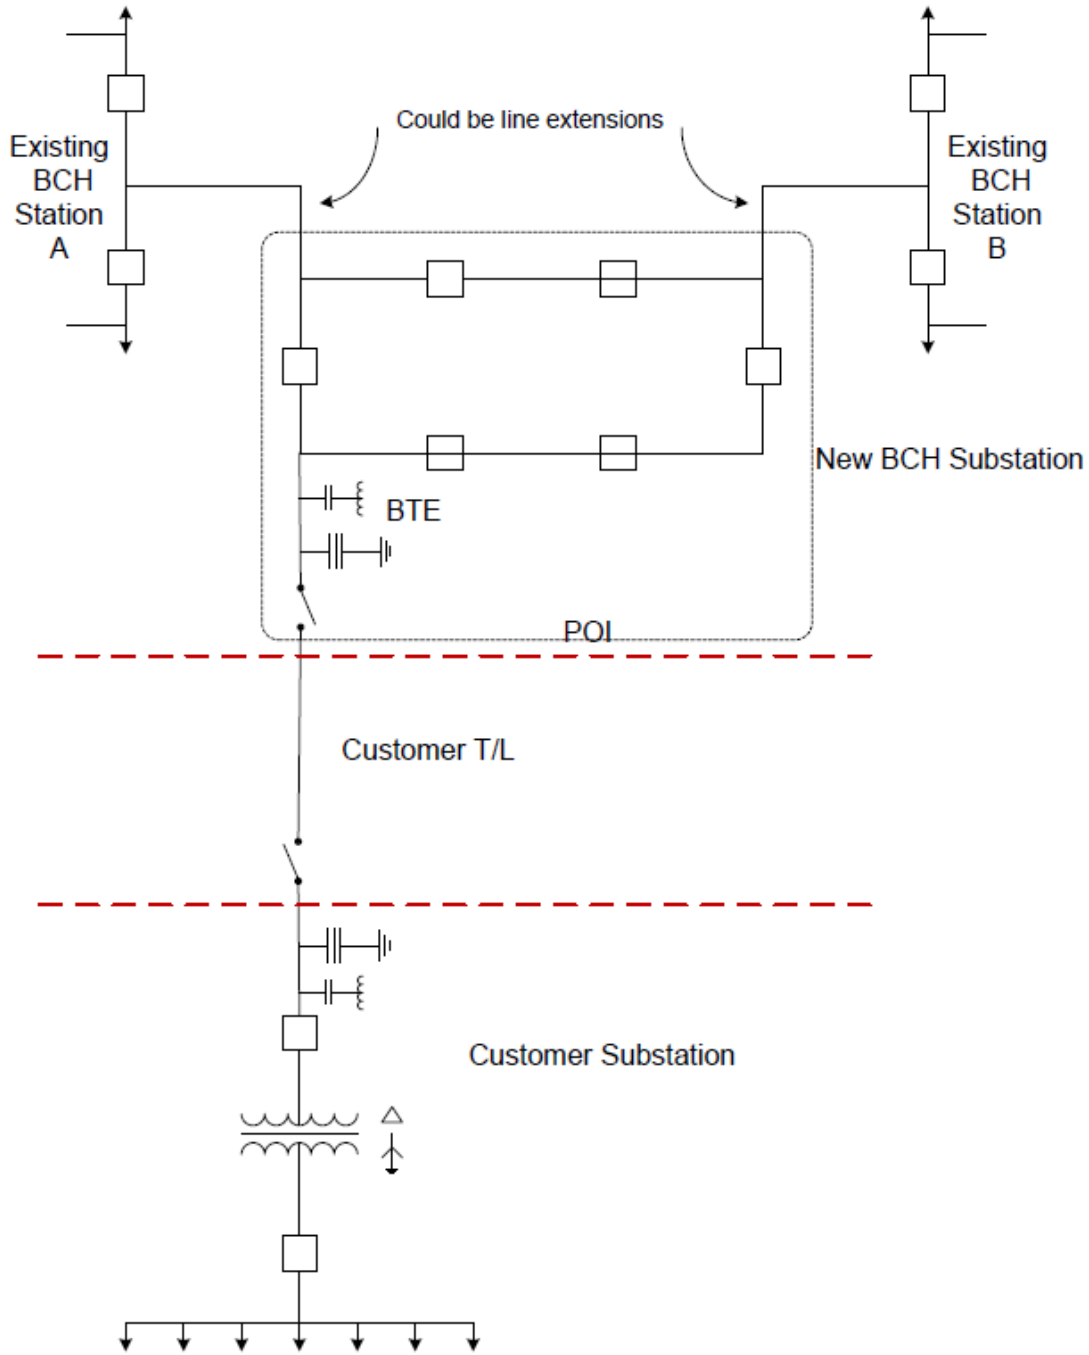 Could be line extensions
Existing
BCH
Station
A
Existing
BCH
Station
B
New BCH Substation
BTE
POI
Customer T/L
Customer Substation